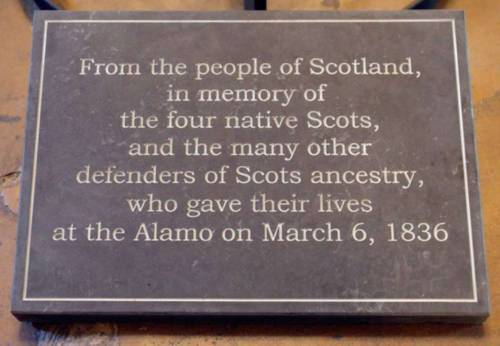 From the people of Scotland,
in memory of
the four native Scots,
and the many other
defenders of Scots ancestry,
who gave their lives
at the Alamo on March 6, 1836